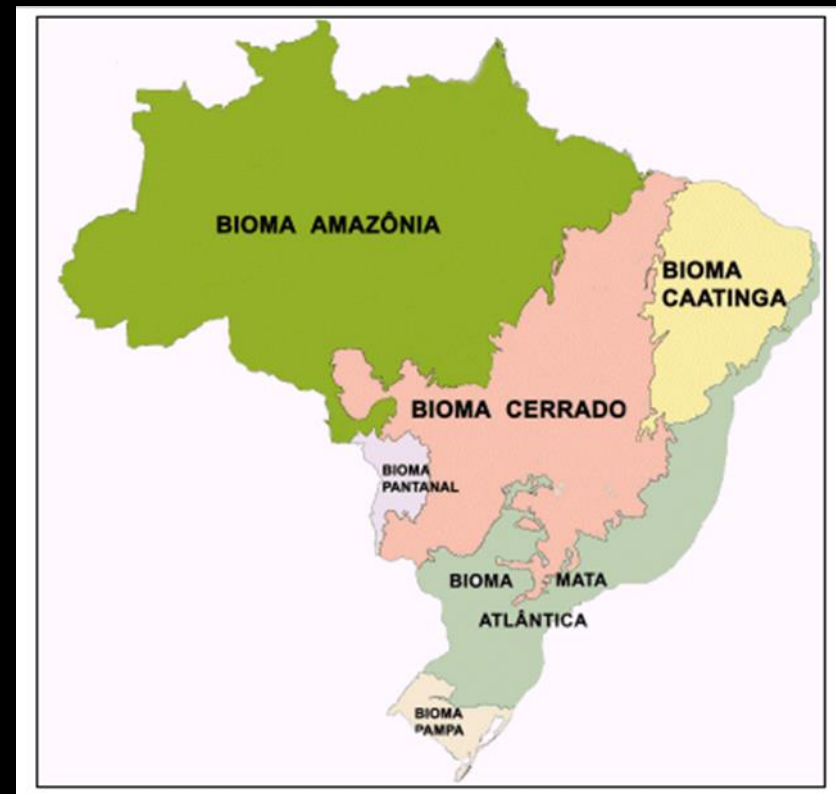 BIOMA AMAZÔNIA
BIOMA
CAATINGA
BIOMA CERRADO
BIOMA
PANTANAL
BIOMA MATA
ATLÂNTICA
BIOMA
PAMPA